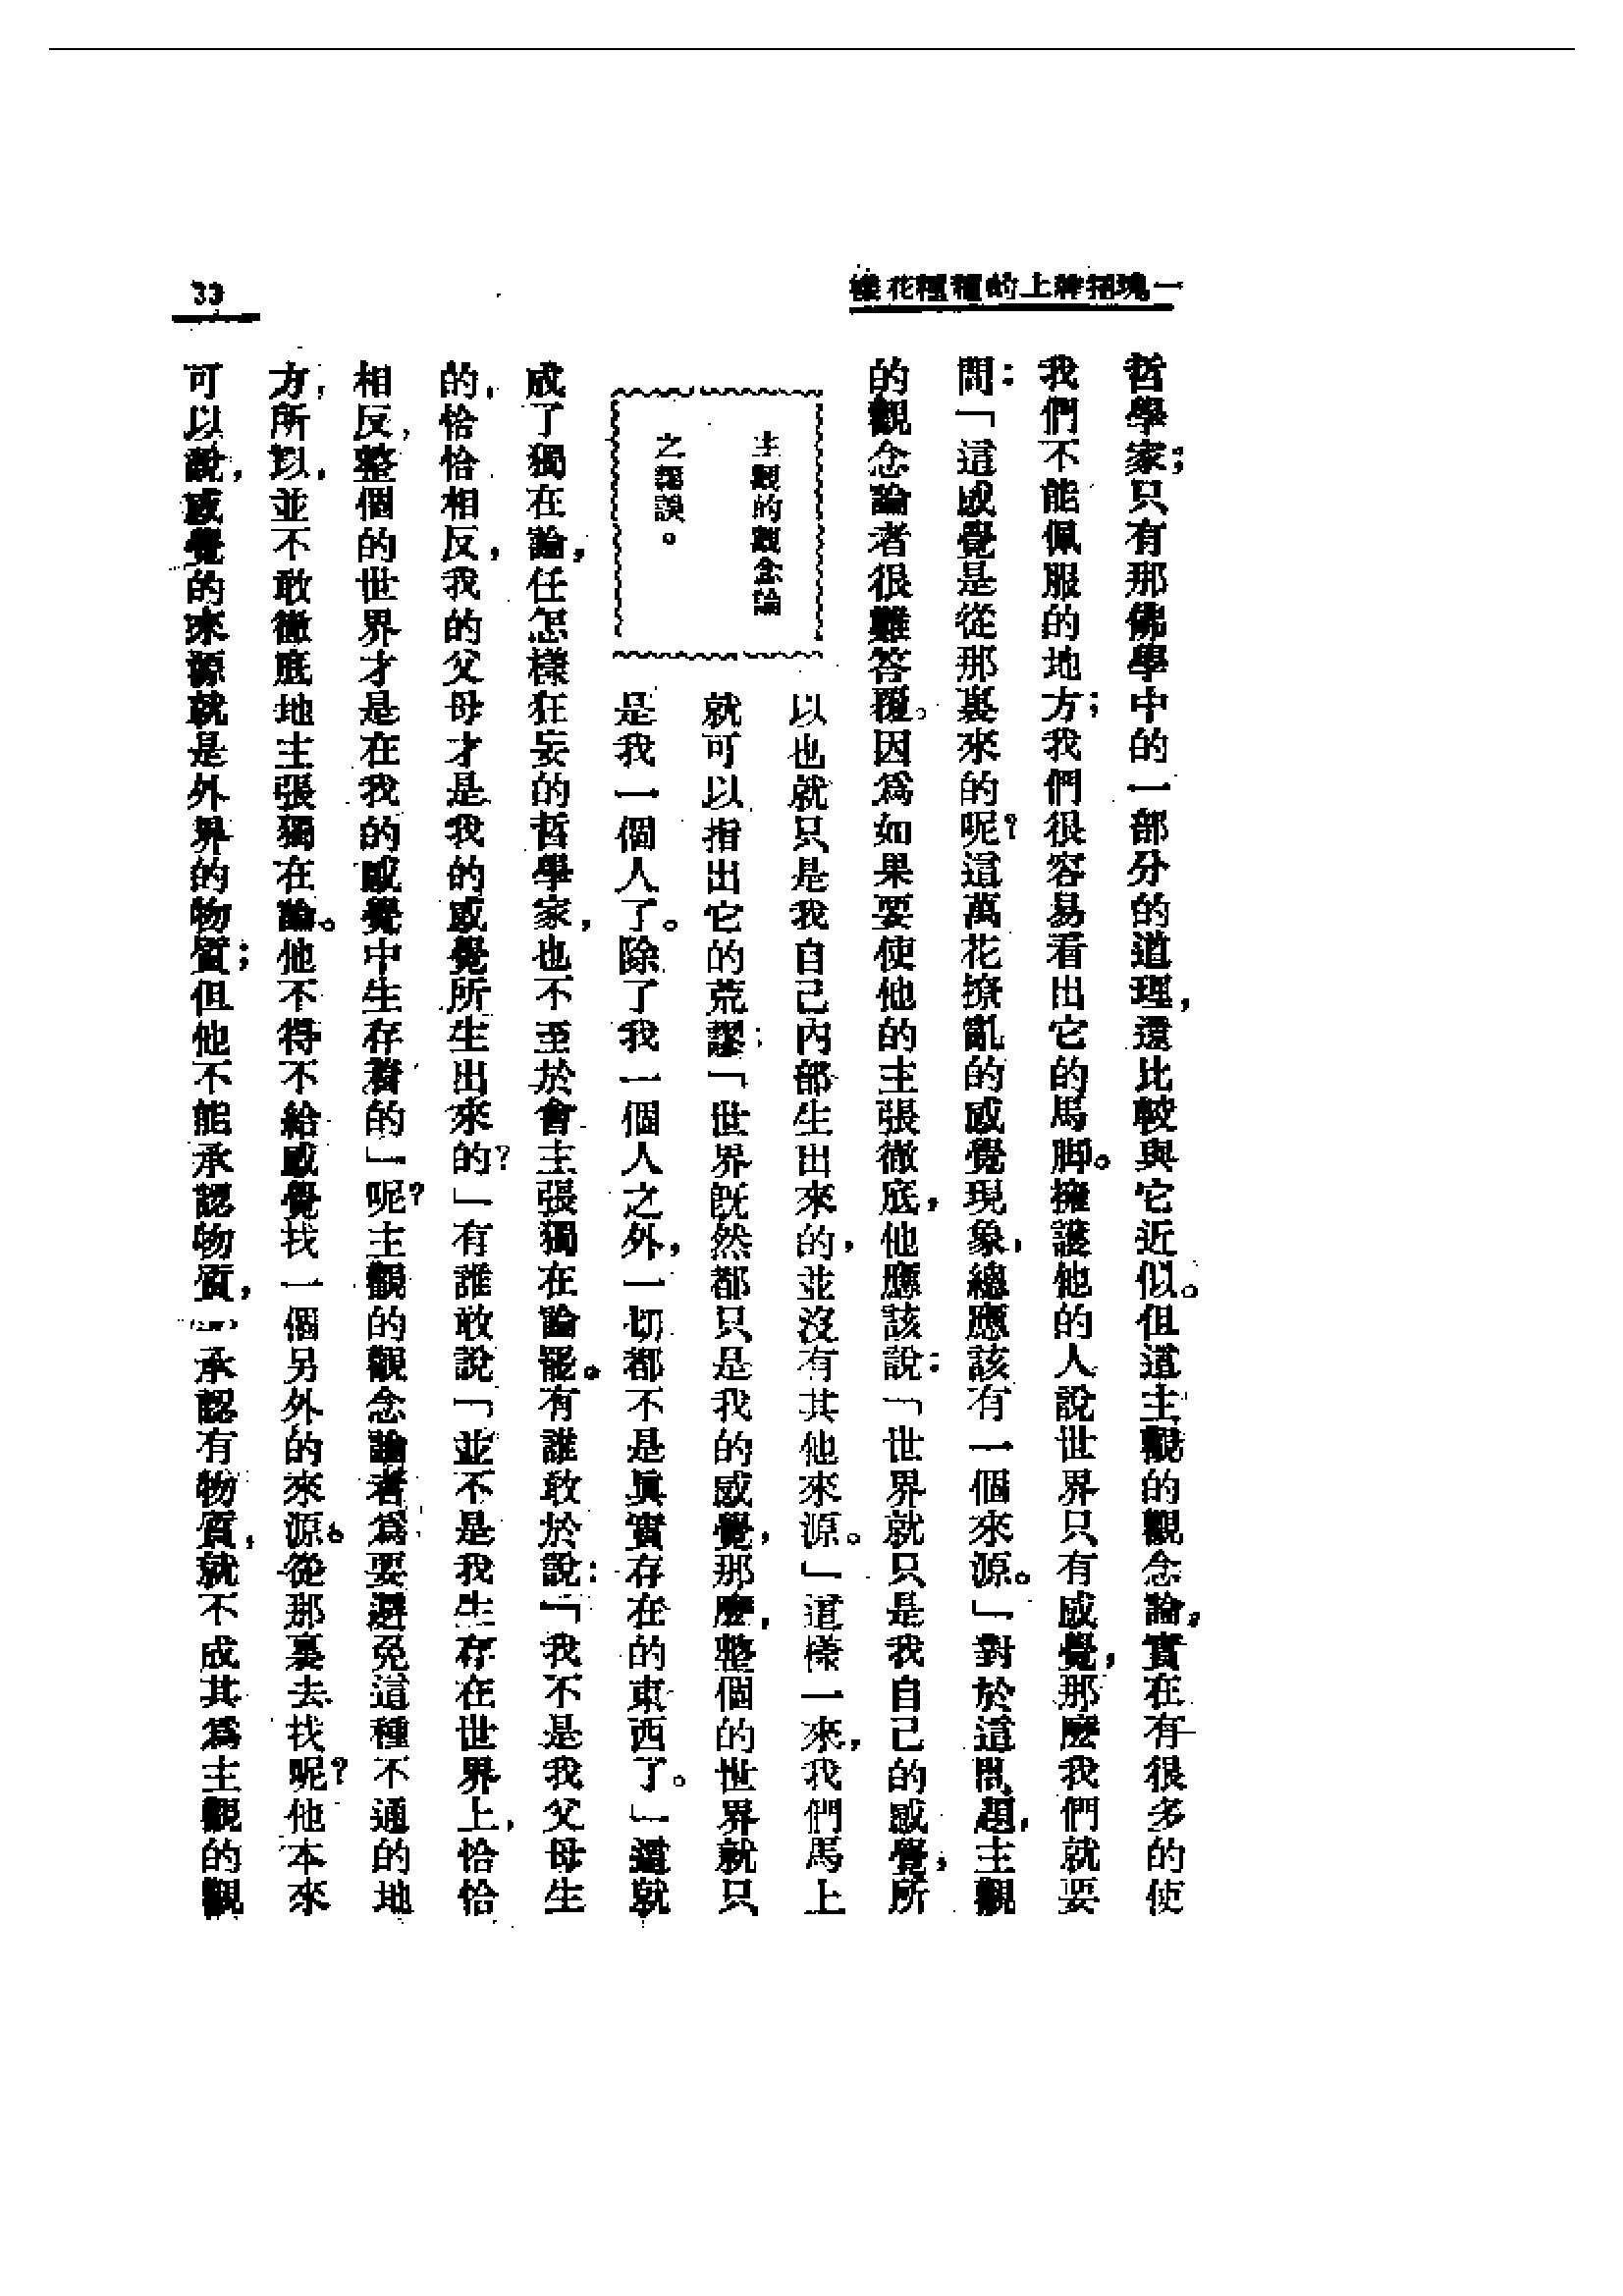 一塊招牌上的種種花樣
33
哲學家；只有那佛學中的一部分的道理，還比較與它近似。但這主觀的觀念論，實在有很多的使
我們不能佩服的地方；我們很容易看出它的馬脚。擁護他的人說世界只有感覺，那麽我們就要
問：「這感覺是從那裏來的呢？這萬花撩亂的感覺現象，總應該有一個來源。」對於這問題，主觀
的觀念論者很難答覆。因爲如果要使他的主張徹底，他應該說：「世界就只是我自己的感覺，所
以也就只是我自己內部生出來的，並沒有其他來源。」這樣一來，我們馬上
就可以指出它的荒謬；「世界旣然都只是我的感覺，那麽，整個的世界就只
是我一個人了。除了我一個人之外，一切都不是眞實存在的東西了。」這就
主觀的觀念論
之謬誤。
成了獨在論，任怎樣狂妄的哲學家，也不至於會主張獨在論罷。有誰敢於說：「我不是我父母生
的，恰恰相反，我的父母才是我的感覺所生出來的？」有誰敢說「並不是我生存在世界上，恰恰
相反，整個的世界才是在我的感覺中生存着的」呢？主觀的觀念論者爲要避免這種不通的地
方，所以，並不敢徹底地主張獨在論。他不得不給感覺找一個另外的來源。從那裏去找呢？他本來
可以說，感覺的來源就是外界的物質；但他不能承認物質，承認有物質，就不成其爲主觀的觀